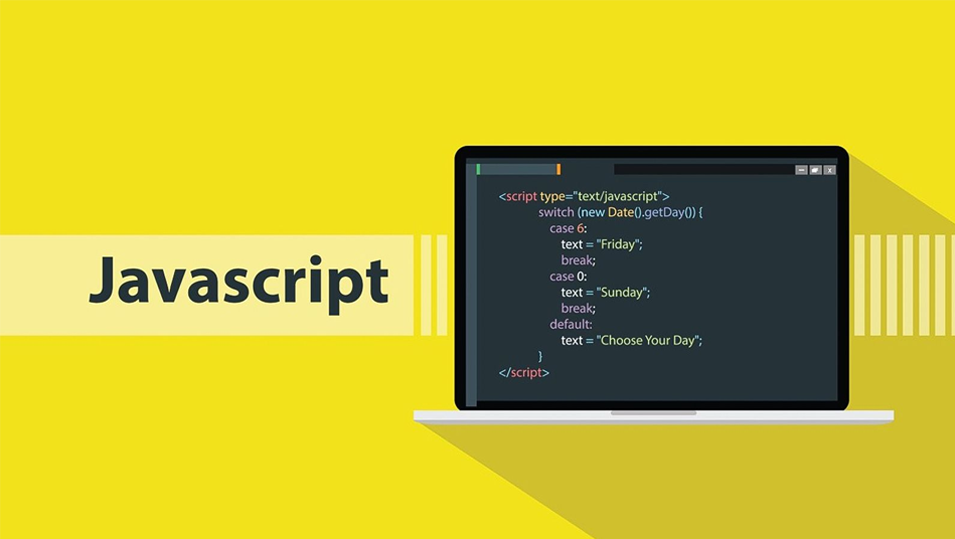 Javascript
<script type="text/javascript">
switch (new Date().getDay()) {
case 6:
text = "Friday";
break;
case 0:
text = "Sunday";
break;
default:
text = "Choose Your Day";
}
</script>